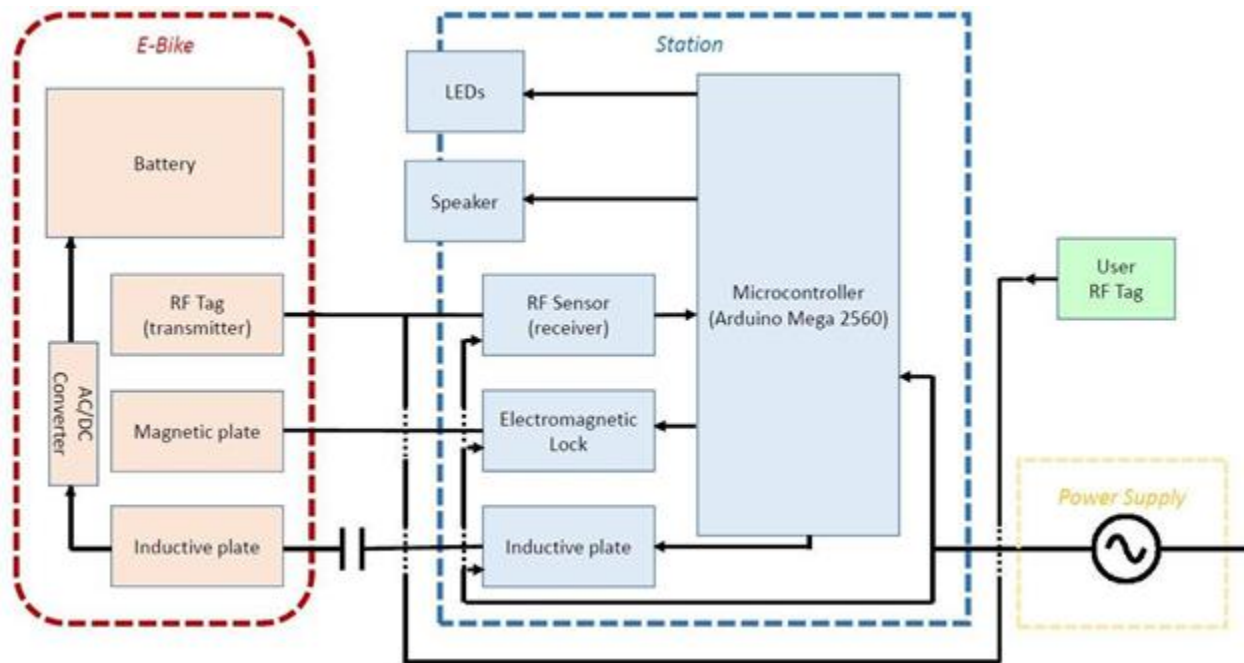 E-Bike
Battery
RF Tag
(transmitter)
AC/DC
Converter
Magnetic plate
Inductive plate
Station
LEDs
Speaker
RF Sensor
(receiver)
Electromagnetic
Lock
Inductive plate
Microcontroller
(Arduino Mega 2560)
User
RF Tag
Power Supply